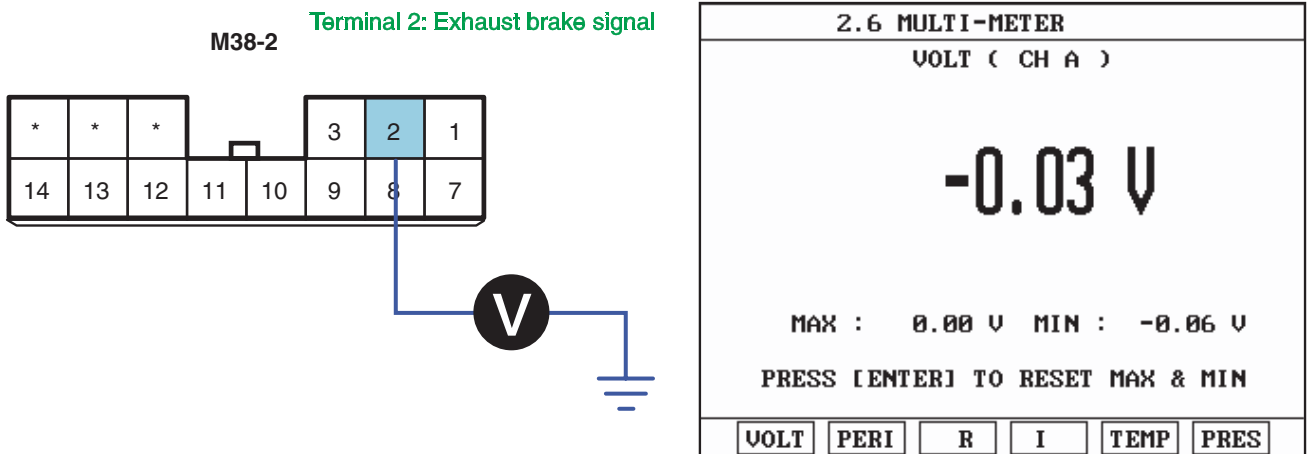 Terminal 2: Exhaust brake signal
M38-2
* * * 3 2 1
14 13 12 11 10 9 8 7
V
2.6 MULTI-METER
VOLT ( CH A )
-0.03 V
MAX : 0.00 V MIN : -0.06 V
PRESS [ENTER] TO RESET MAX & MIN
VOLT PERI R I TEMP PRES